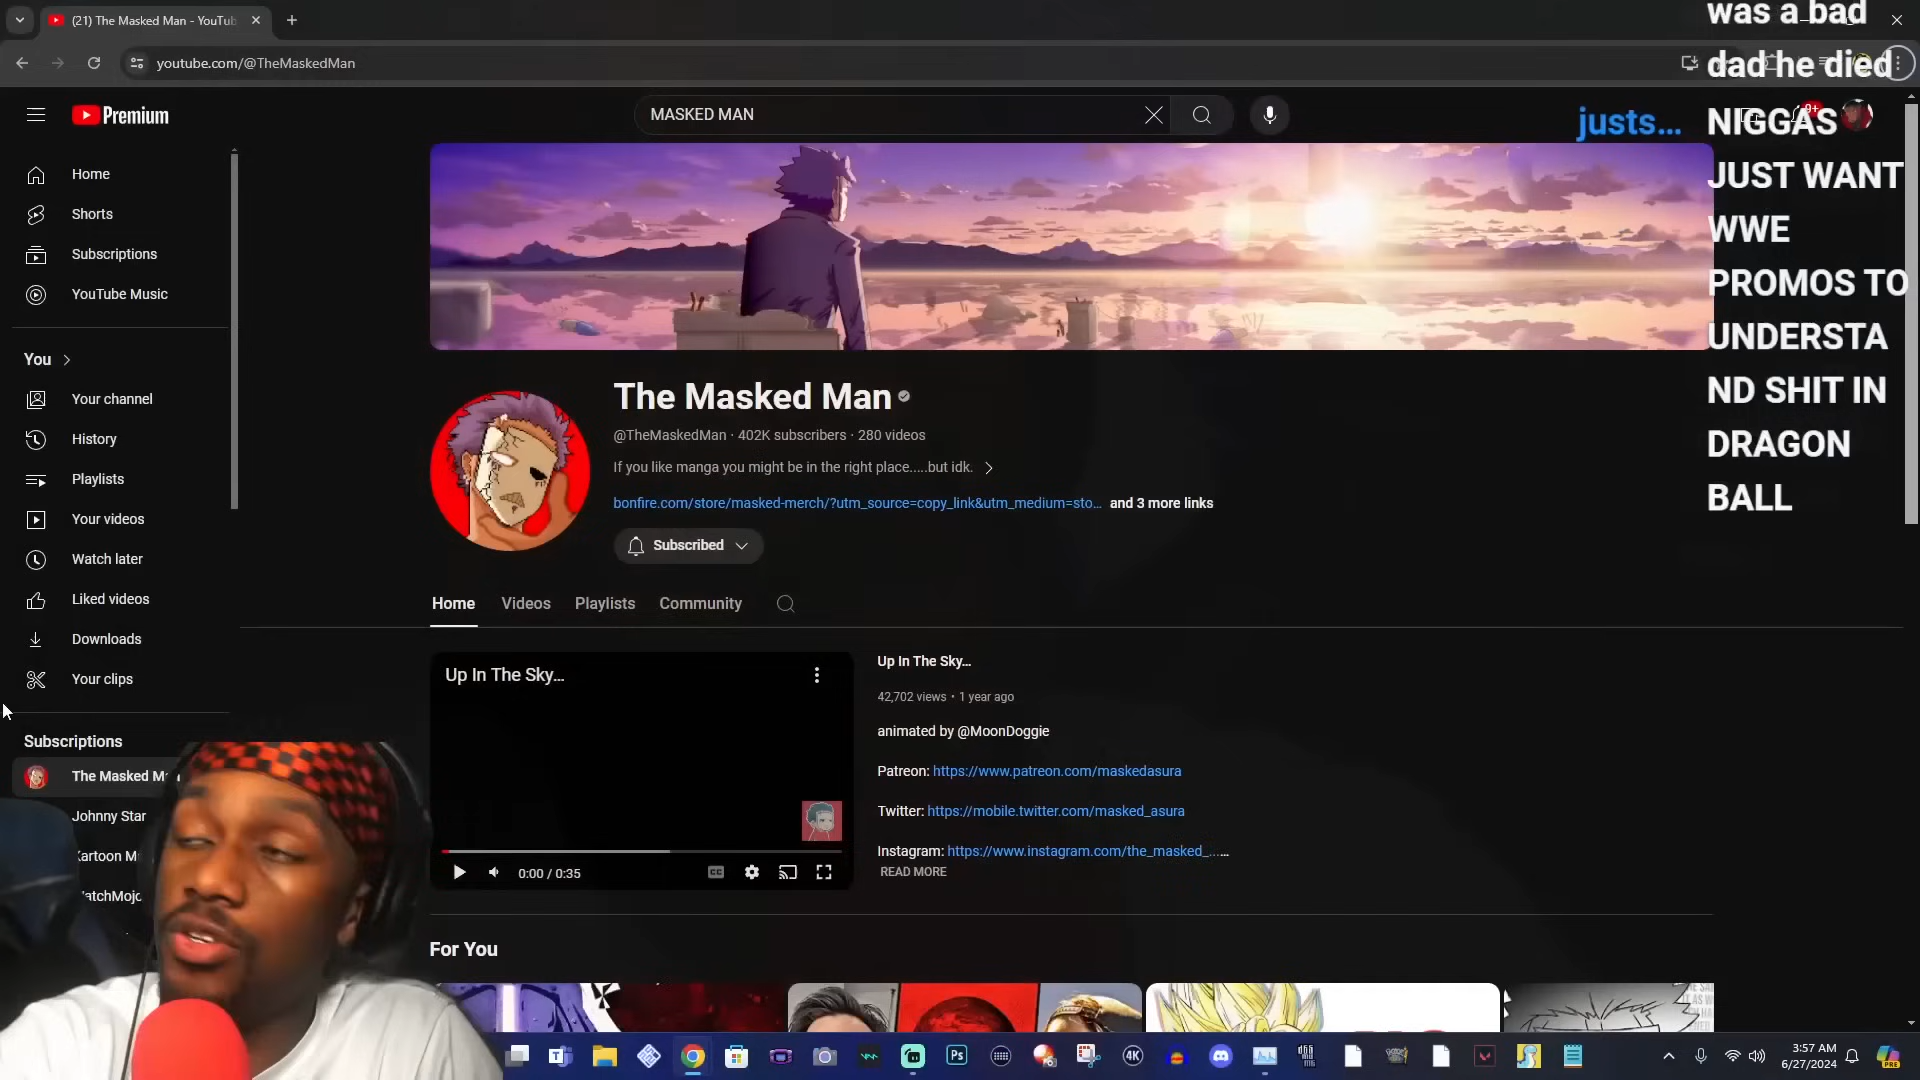 (21) The Masked Man - YouTub
youtube.com/@TheMaskedMan
Premium
MASKED MAN
9+
justs...
was a bad
dad he died
NIGGAS
JUST WANT
WWE
PROMOS TO
UNDERSTA
ND SHIT IN
DRAGON
BALL
Home
Shorts
Subscriptions
YouTube Music
You
Your channel
History
Playlists
Your videos
Watch later
Liked videos
Downloads
Your clips
Subscriptions
The Masked M
Johnny Star
Kartoon M
WatchMojo
The Masked Man
@TheMaskedMan · 402K subscribers · 280 videos
If you like manga you might be in the right place.....but idk.
bonfire.com/store/masked-merch/?utm_source=copy_link&utm_medium=sto... and 3 more links
Subscribed
Home Videos Playlists Community
Up In The Sky...
0:00 / 0:35
CC
Up In The Sky...
42,702 views • 1 year ago
animated by @MoonDoggie
Patreon: https://www.patreon.com/maskedasura
Twitter: https://mobile.twitter.com/masked_asura
Instagram: https://www.instagram.com/the_masked_......
READ MORE
For You
Ps
4K
3:57 AM
6/27/2024
PRE